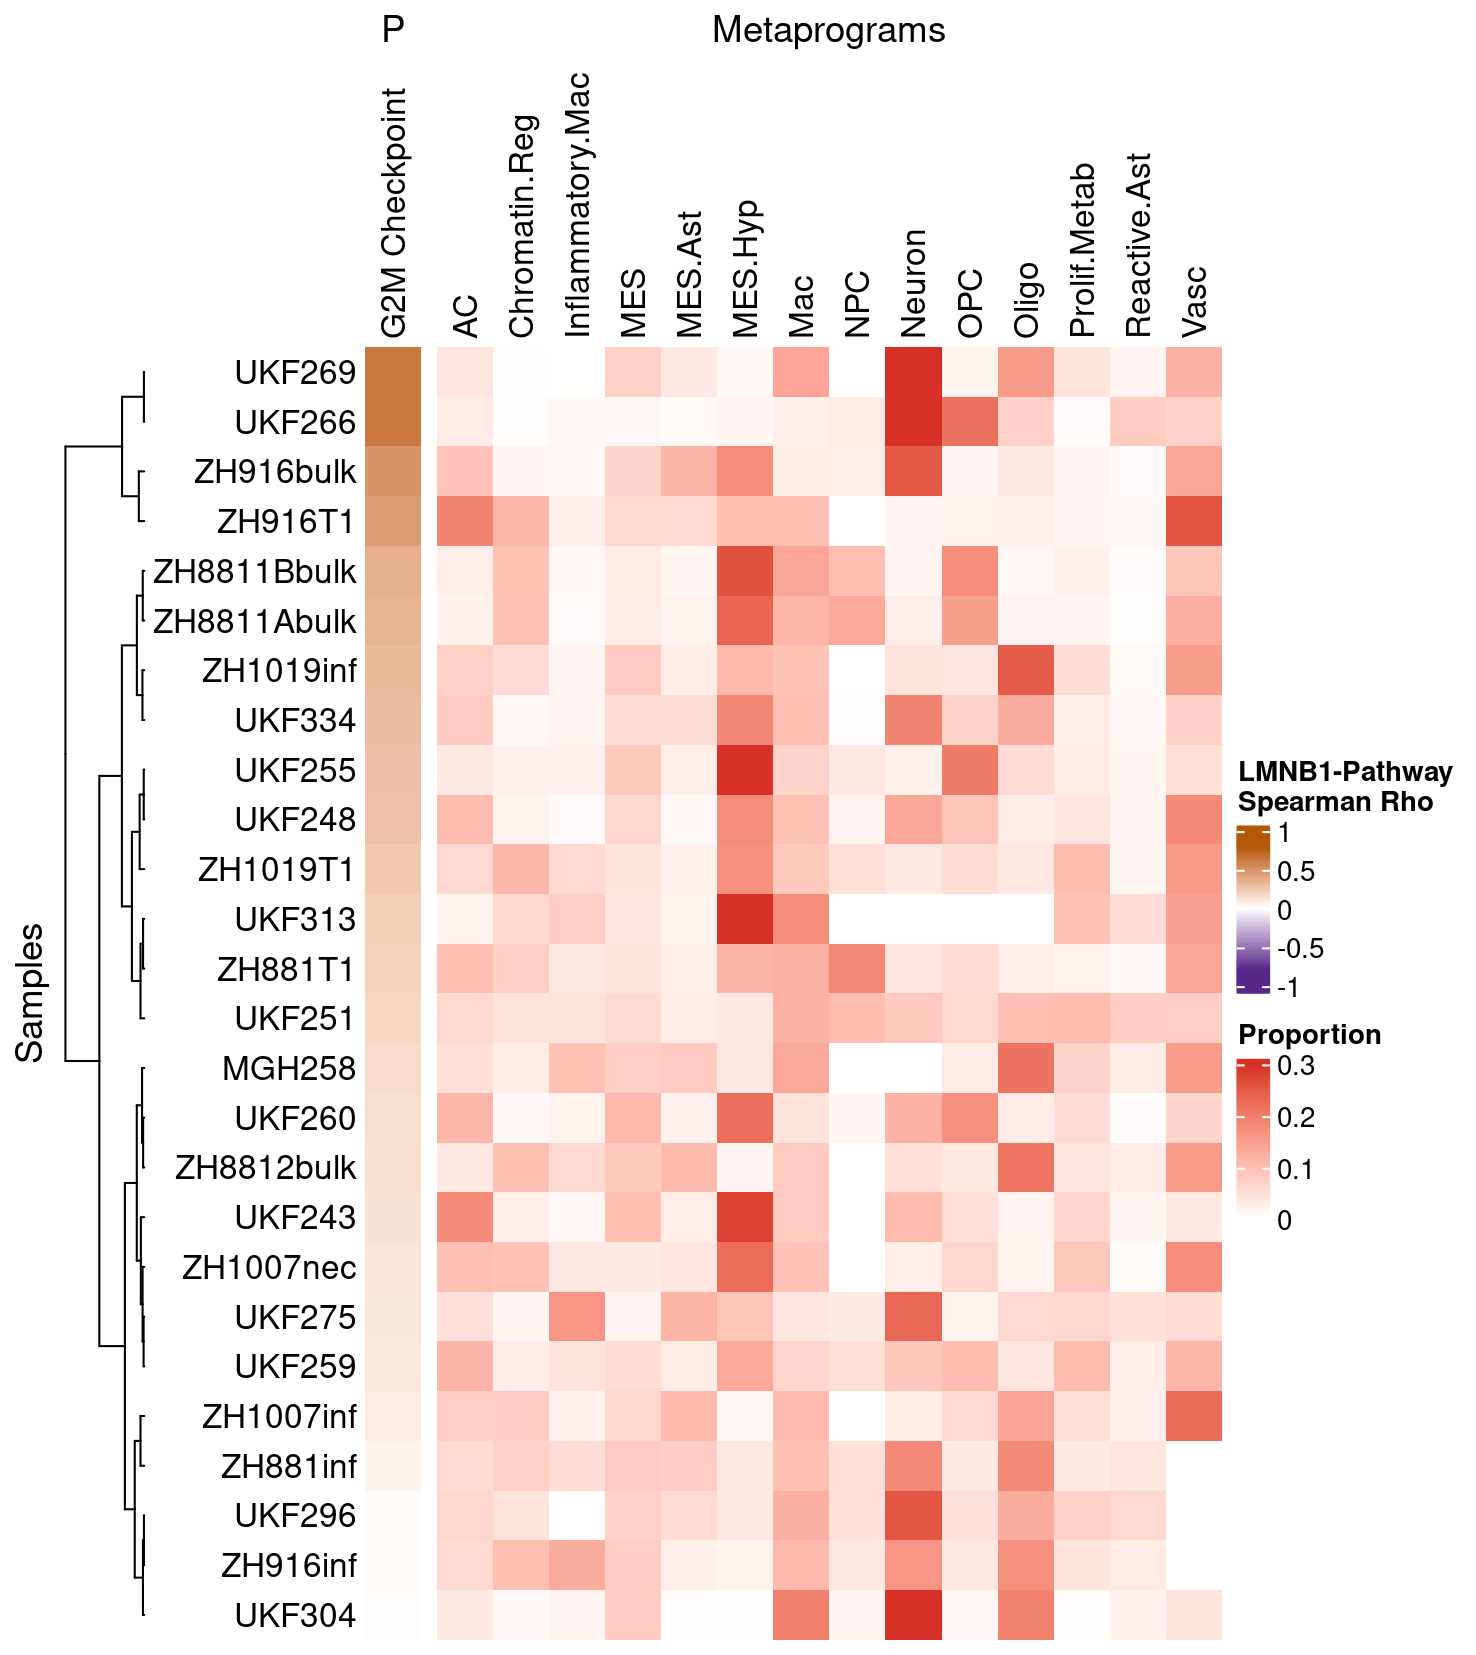 P
Metaprograms
G2M Checkpoint
AC
Chromatin.Reg
Inflammatory.Mac
MES
MES.Ast
MES.Hyp
Mac
NPC
Neuron
OPC
Oligo
Prolif.Metab
Reactive.Ast
Vasc
Samples
UKF269
UKF266
ZH916bulk
ZH916T1
ZH8811Bbulk
ZH8811Abulk
ZH1019inf
UKF334
UKF255
UKF248
ZH1019T1
UKF313
ZH881T1
UKF251
MGH258
UKF260
ZH8812bulk
UKF243
ZH1007nec
UKF275
UKF259
ZH1007inf
ZH881inf
UKF296
ZH916inf
UKF304
LMNB1-Pathway
Spearman Rho
1
0.5
0
-0.5
-1
Proportion
0.3
0.2
0.1
0